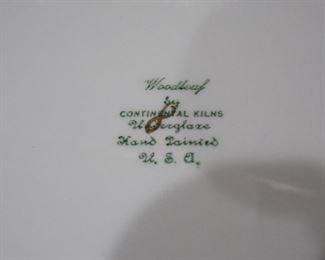 Woodleaf
by
CONTINENTAL KILNS
Underglaze
Hand Painted
U. S. A.